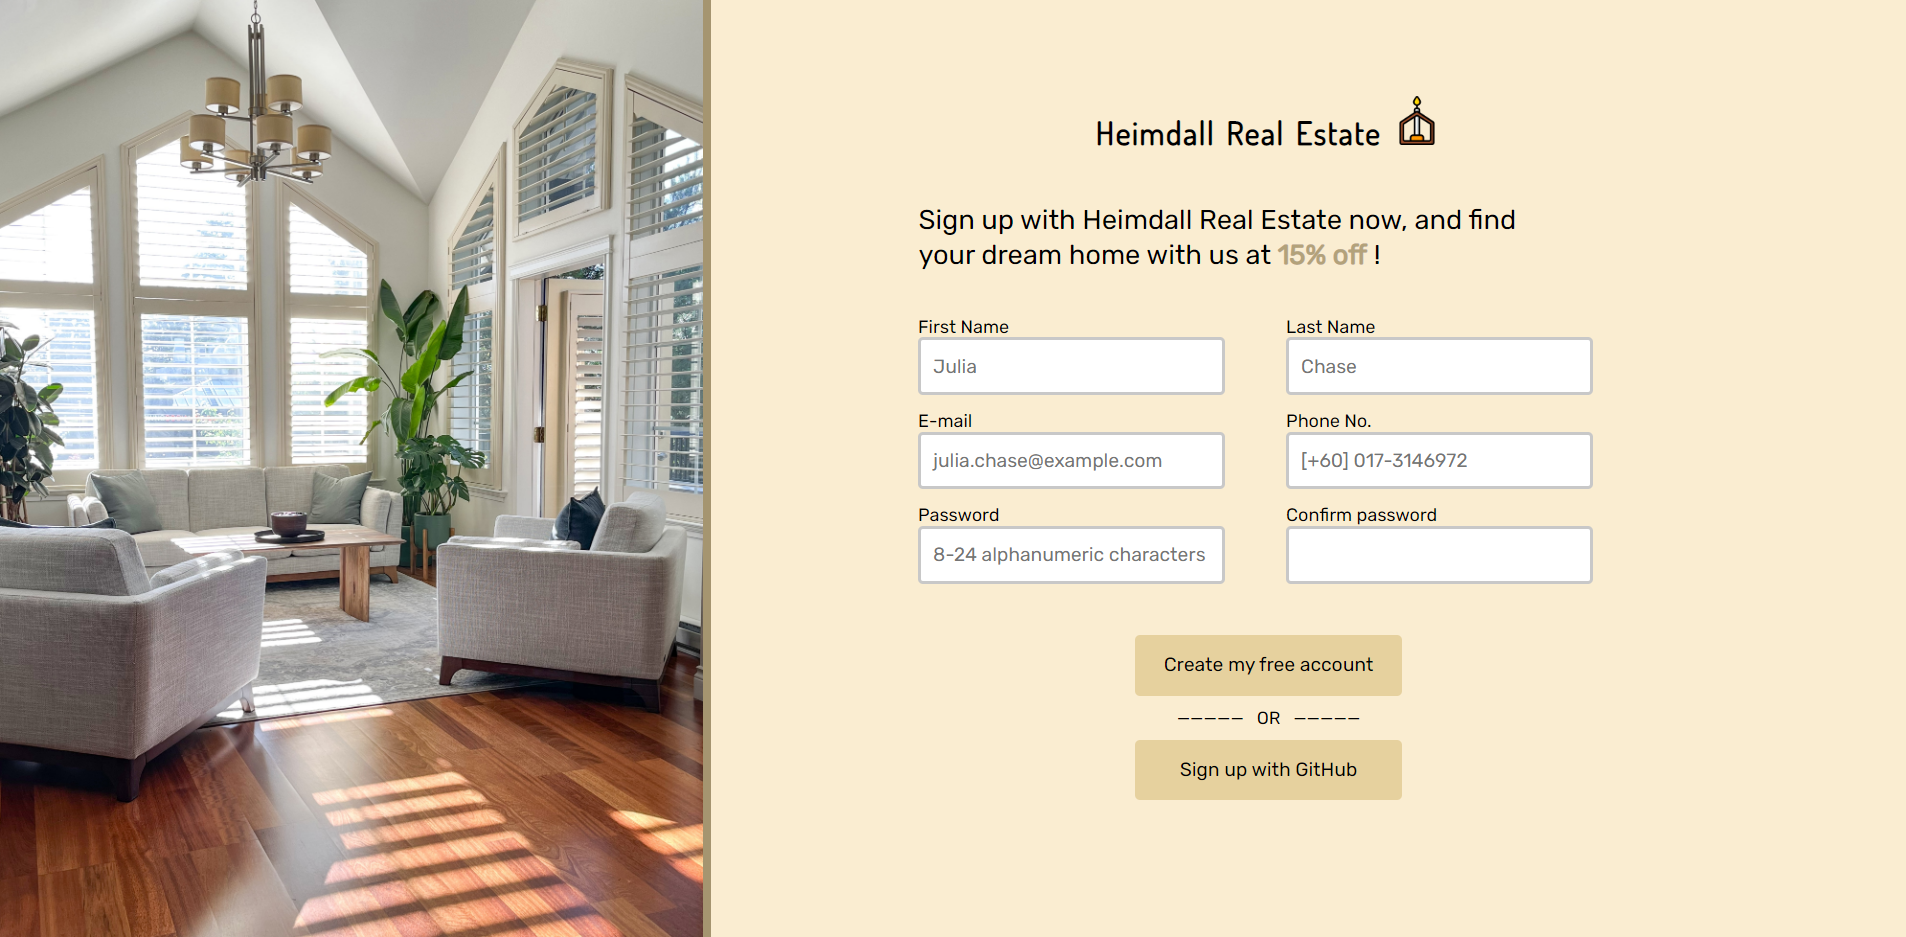 Heimdall Real Estate
Sign up with Heimdall Real Estate now, and find
your dream home with us at 15% off !
First Name
Last Name
Julia
Chase
E-mail
Phone No.
julia.chase@example.com
[+60] 017-3146972
Password
Confirm password
8-24 alphanumeric characters
Create my free account
————— OR —————
Sign up with GitHub